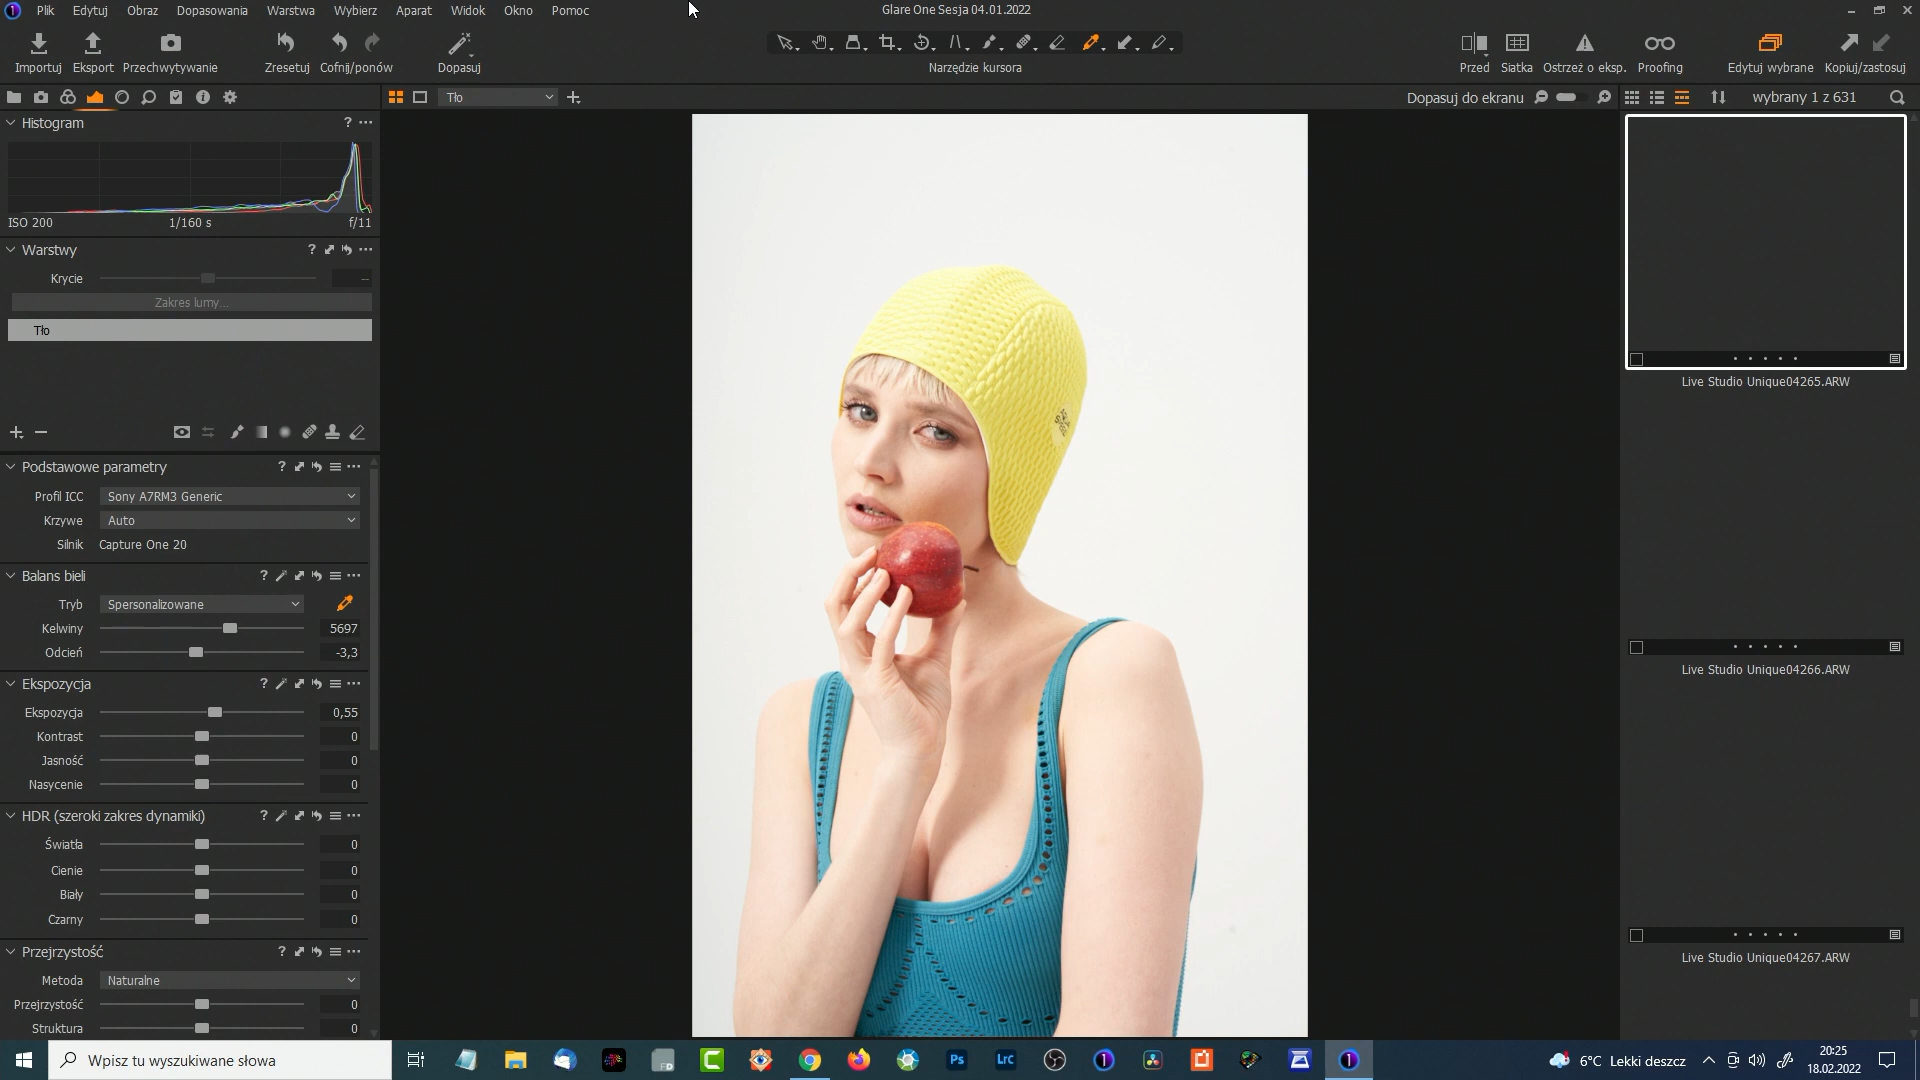 Plik Edytuj Obraz Dopasowania Warstwa Wybierz Aparat Widok Okno Pomoc
Glare One Sesja 04.01.2022
Importuj Eksport Przechwytywanie Zresetuj Cofnij/ponów Dopasuj
Narzędzie kursora
Przed Siatka Ostrzeż o eksp. Proofing Edytuj wybrane Kopiuj/zastosuj
Tło
Dopasuj do ekranu
wybrany 1 z 631
Histogram
ISO 200 1/160 s f/11
Warstwy
Krycie --
Zakres lumy...
Tło
Podstawowe parametry
Profil ICC Sony A7RM3 Generic
Krzywe Auto
Silnik Capture One 20
Balans bieli
Tryb Spersonalizowane
Kelwiny 5697
Odcień -3,3
Ekspozycja
Ekspozycja 0,55
Kontrast 0
Jasność 0
Nasycenie 0
HDR (szeroki zakres dynamiki)
Światła 0
Cienie 0
Biały 0
Czarny 0
Przejrzystość
Metoda Naturalne
Przejrzystość 0
Struktura 0
Live Studio Unique04265.ARW
Live Studio Unique04266.ARW
Live Studio Unique04267.ARW
Wpisz tu wyszukiwane słowa
FD
Ps
Lrc
6°C Lekki deszcz
20:25
18.02.2022